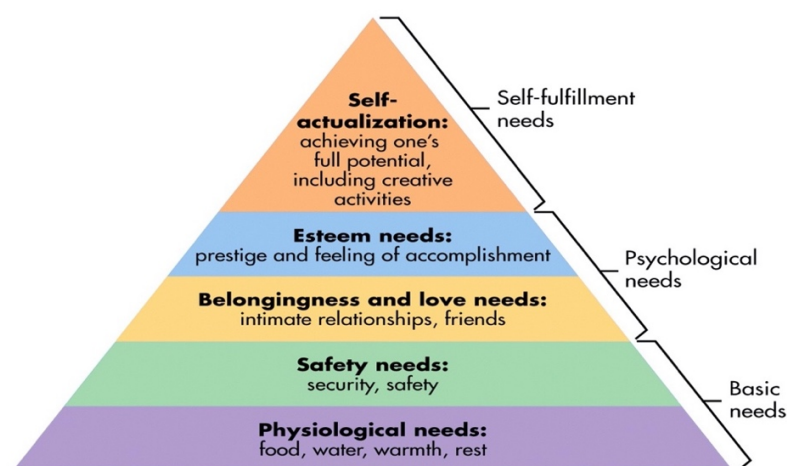 Self-
actualization:
achieving one's
full potential,
including creative
activities
Self-fulfillment
needs
Esteem needs:
prestige and feeling of accomplishment
Belongingness and love needs:
intimate relationships, friends
Psychological
needs
Safety needs:
security, safety
Physiological needs:
food, water, warmth, rest
Basic
needs